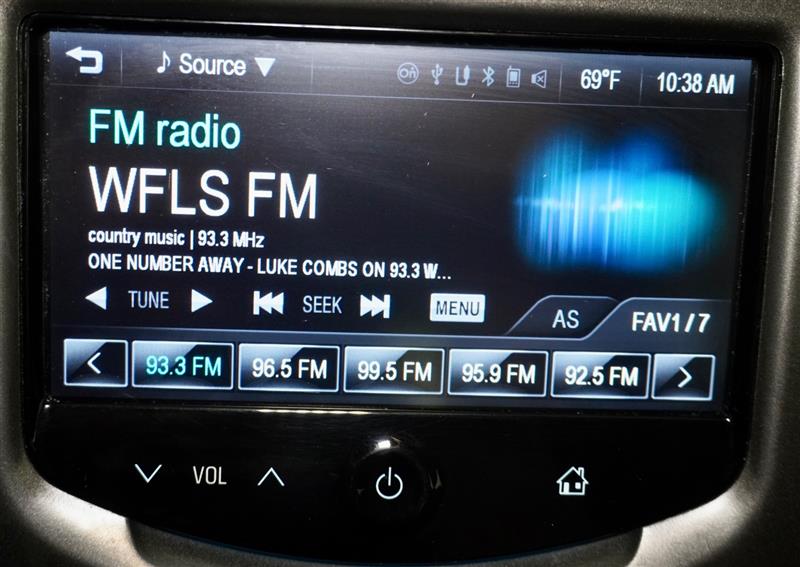 Source 69°F 10:38 AM
FM radio
WFLS FM
country music | 93.3 MHz
ONE NUMBER AWAY - LUKE COMBS ON 93.3 W...
TUNE SEEK MENU AS FAV1/7
93.3 FM 96.5 FM 99.5 FM 95.9 FM 92.5 FM
VOL